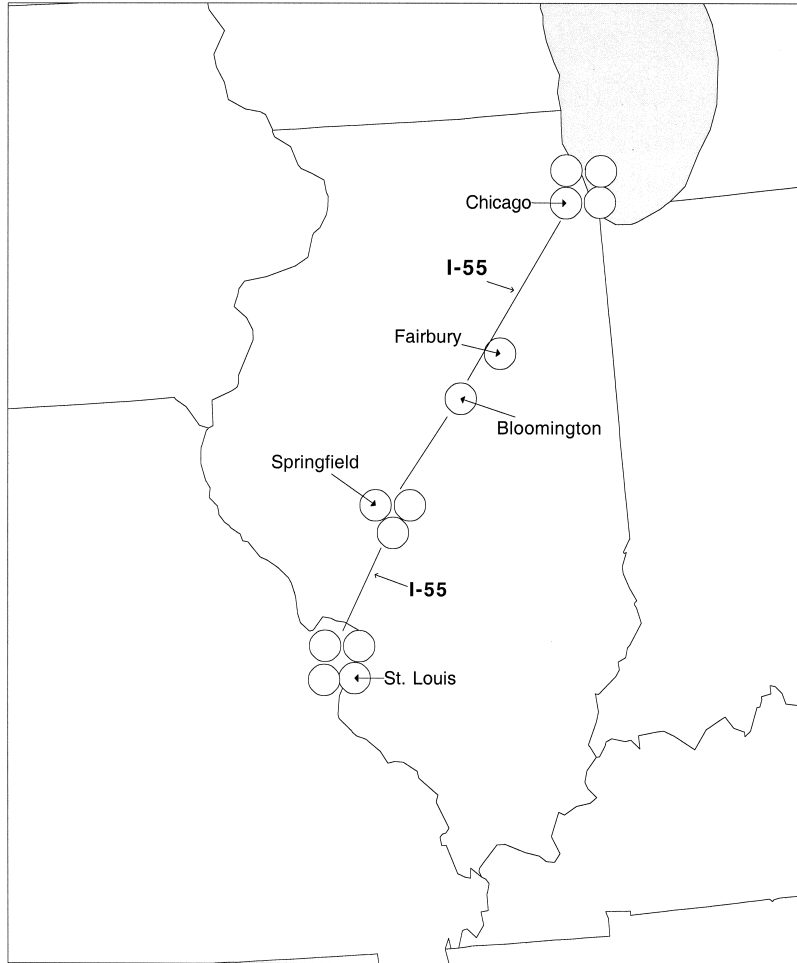 Chicago
I-55
Fairbury
Bloomington
Springfield
I-55
St. Louis